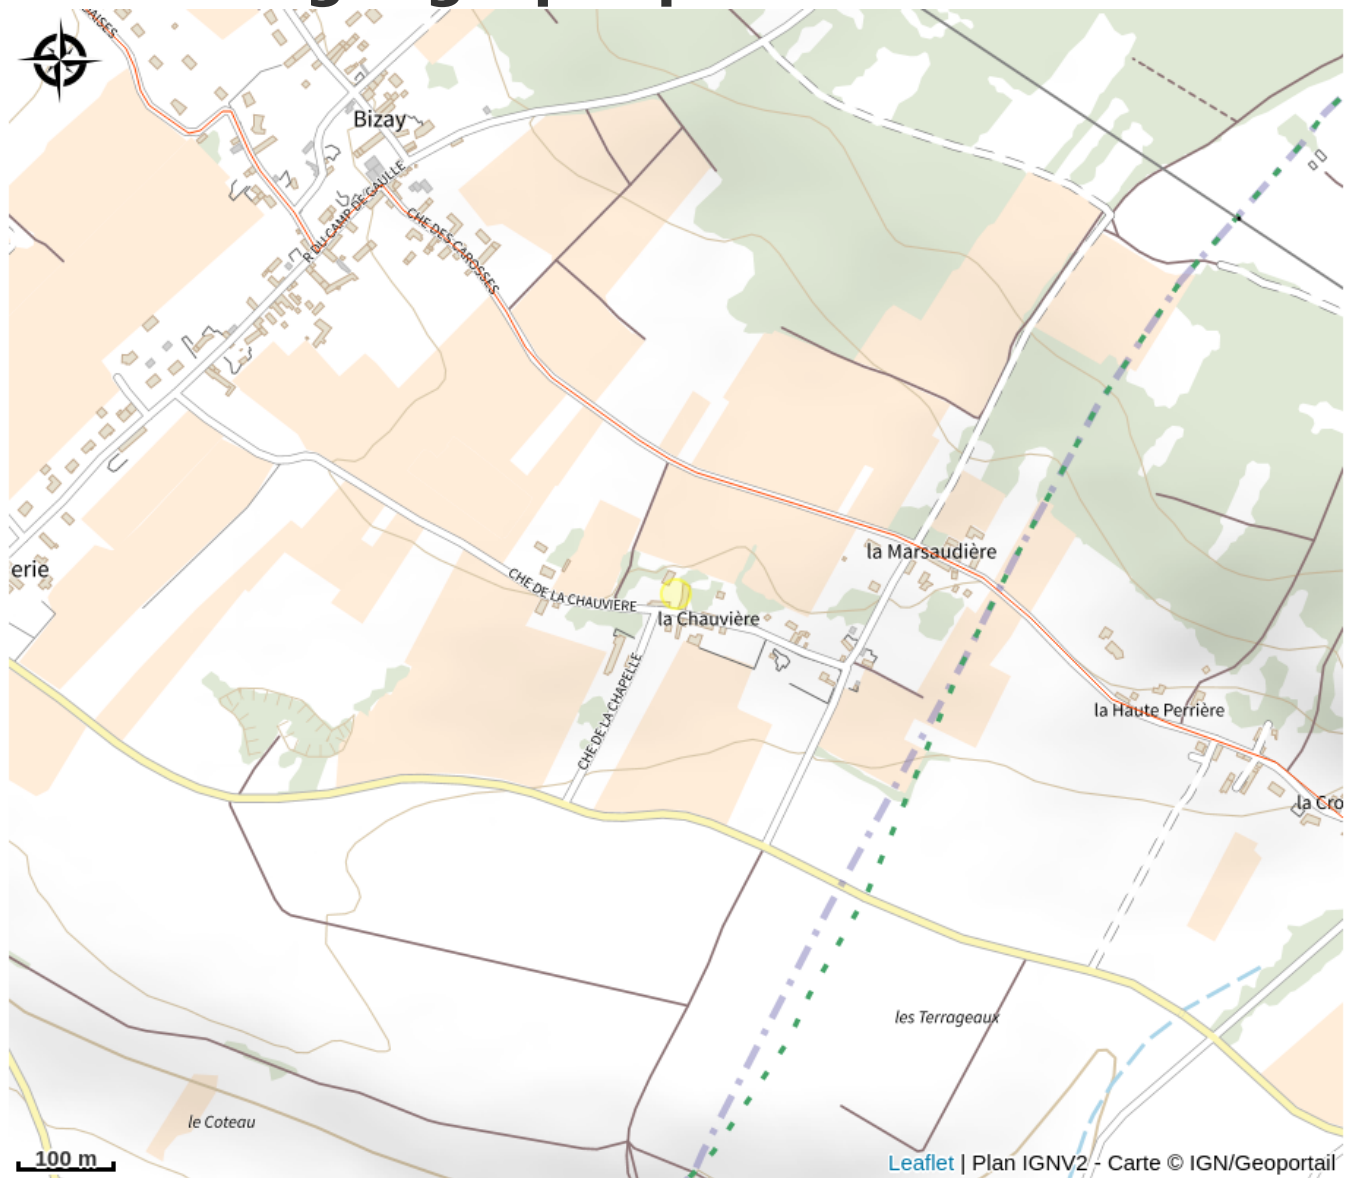 Bizay
R DU CAMP DE GAULLE
CHE DES CAROSSES
la Marsaudière
erie
CHE DE LA CHAUVIERE
la Chauvière
CHE DE LA CHAPELLE
la Haute Perrière
la Cro
les Terrageaux
le Coteau
100 m
Leaflet | Plan IGNV2 - Carte © IGN/Geoportail